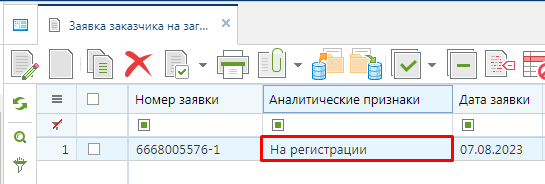 Заявка заказчика на заг...
Номер заявки Аналитические признаки Дата заявки
1 6668005576-1 На регистрации 07.08.2023